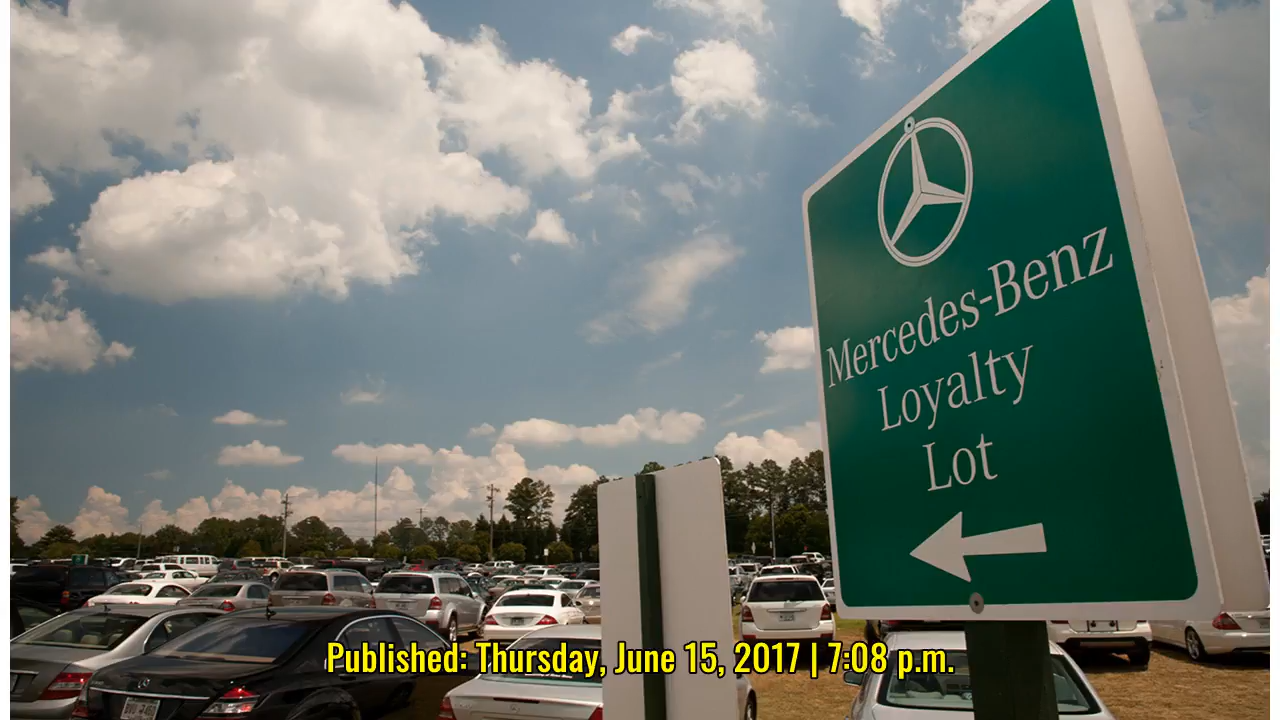 Mercedes-Benz
Loyalty
Lot
Published: Thursday, June 15, 2017 | 7:08 p.m.